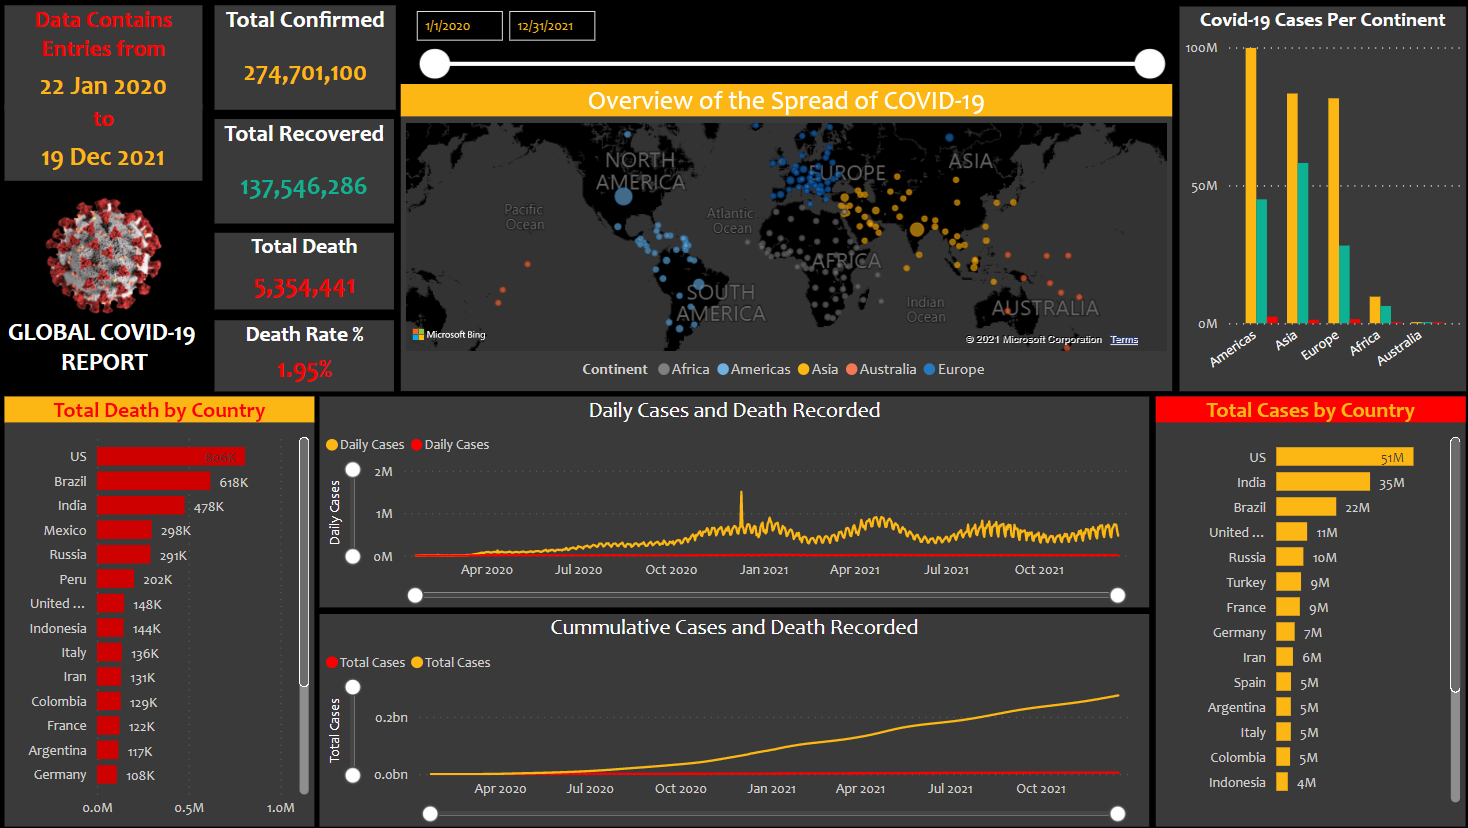 Data Contains
Entries from
22 Jan 2020
to
19 Dec 2021
GLOBAL COVID-19
REPORT
Total Confirmed
274,701,100
Total Recovered
137,546,286
Total Death
5,354,441
Death Rate %
1.95%
1/1/2020
12/31/2021
Overview of the Spread of COVID-19
NORTH
AMERICA
EUROPE
ASIA
Pacific
Ocean
Atlantic
Ocean
AFRICA
SOUTH
AMERICA
Indian
Ocean
AUSTRALIA
Microsoft Bing
© 2021 Microsoft Corporation Terms
Continent Africa Americas Asia Australia Europe
Covid-19 Cases Per Continent
100M
50M
0M
Americas
Asia
Europe
Africa
Australia
Total Death by Country
US
Brazil 618K
India 478K
Mexico 298K
Russia 291K
Peru 202K
United ... 148K
Indonesia 144K
Italy 136K
Iran 131K
Colombia 129K
France 122K
Argentina 117K
Germany 108K
0.0M 0.5M 1.0M
Daily Cases and Death Recorded
Daily Cases Daily Cases
Daily Cases
2M
1M
0M
Apr 2020 Jul 2020 Oct 2020 Jan 2021 Apr 2021 Jul 2021 Oct 2021
Cummulative Cases and Death Recorded
Total Cases Total Cases
Total Cases
0.2bn
0.0bn
Apr 2020 Jul 2020 Oct 2020 Jan 2021 Apr 2021 Jul 2021 Oct 2021
Total Cases by Country
US 51M
India 35M
Brazil 22M
United ... 11M
Russia 10M
Turkey 9M
France 9M
Germany 7M
Iran 6M
Spain 5M
Argentina 5M
Italy 5M
Colombia 5M
Indonesia 4M